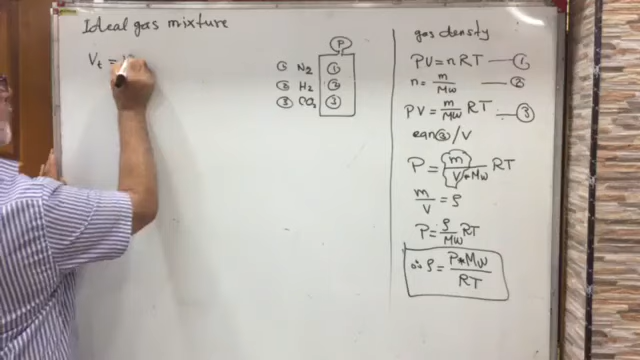 Ideal gas mixture
Vt =
P
① N2 ①
② H2 ②
③ CO2 ③
gas density
PV = nRT —①
n = m/MW —②
PV = m/MW RT —③
eqn③/V
P = m/V*MW RT
m/V = ρ
P = ρ/MW RT
∴ ρ = P*MW/RT